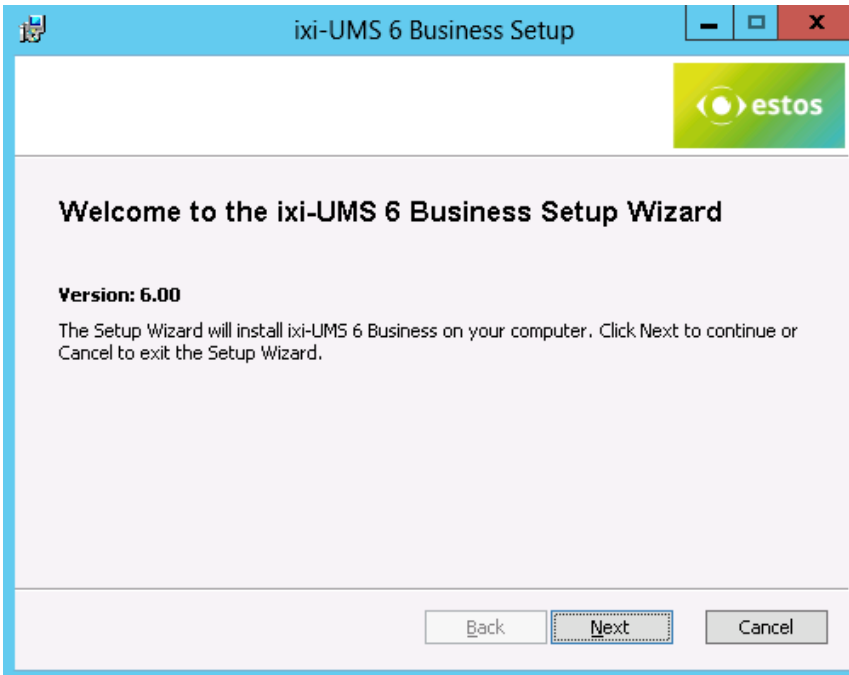 ixi-UMS 6 Business Setup
estos
Welcome to the ixi-UMS 6 Business Setup Wizard
Version: 6.00
The Setup Wizard will install ixi-UMS 6 Business on your computer. Click Next to continue or
Cancel to exit the Setup Wizard.
Back Next Cancel